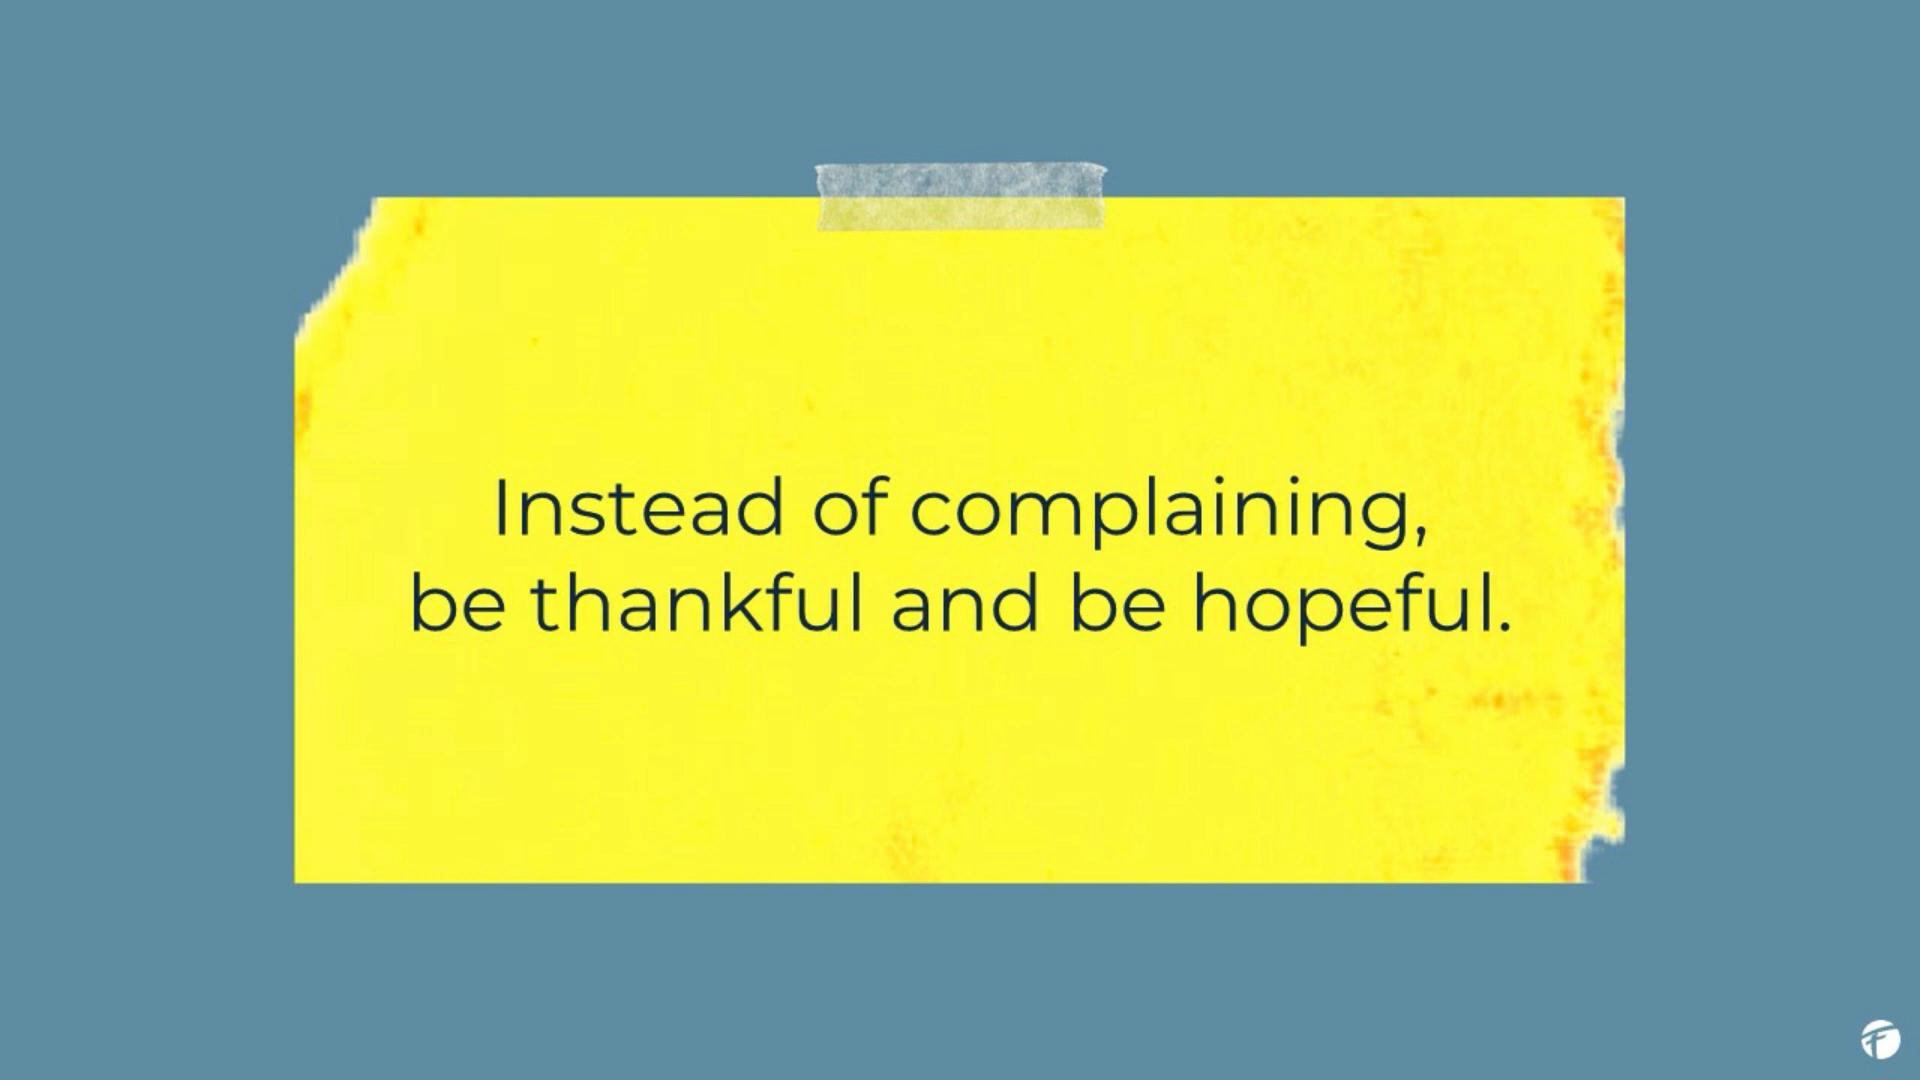 Instead of complaining,
be thankful and be hopeful.